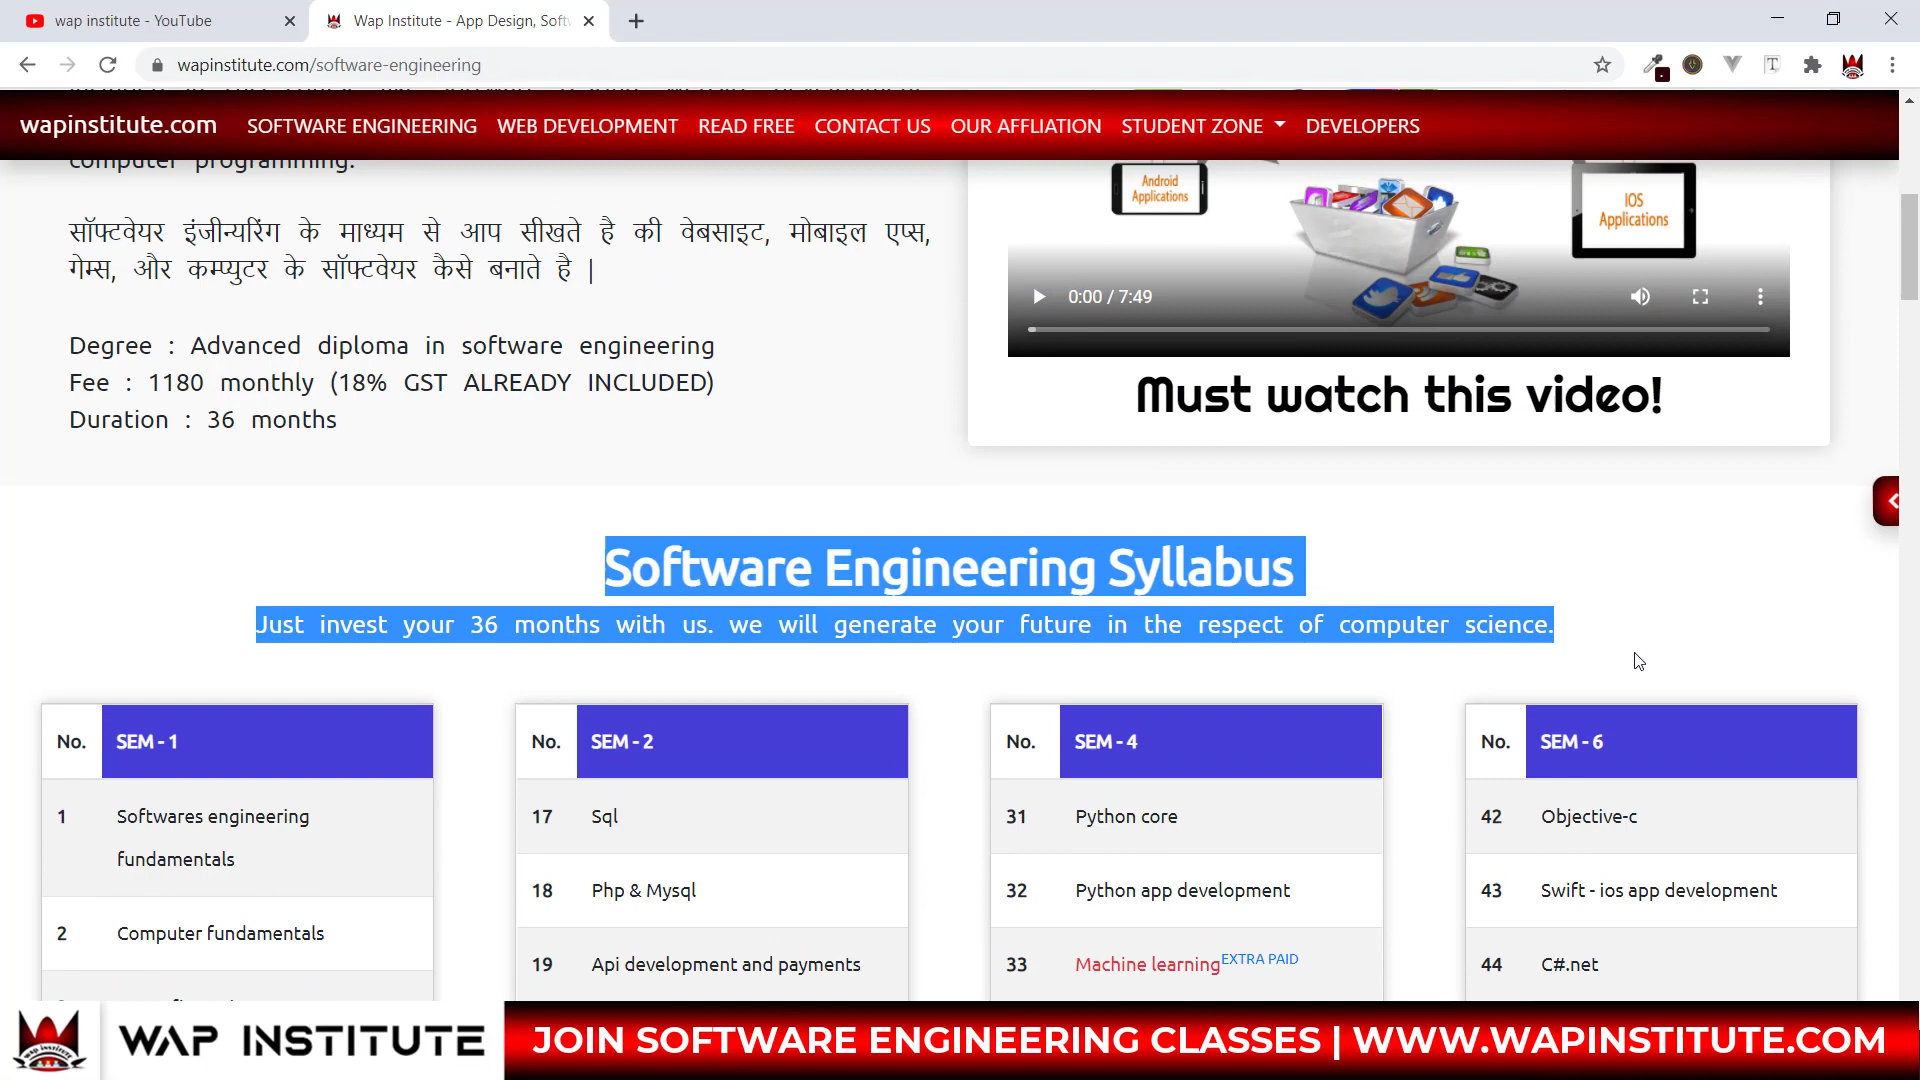 wap institute - YouTube
Wap Institute - App Design, Soft
wapinstitute.com/software-engineering
wapinstitute.com
SOFTWARE ENGINEERING
WEB DEVELOPMENT
READ FREE
CONTACT US
OUR AFFLIATION
STUDENT ZONE
DEVELOPERS
computer programming.
सॉफ्टवेयर इंजीन्यरिंग के माध्यम से आप सीखते है की वेबसाइट, मोबाइल एप्स,
गेम्स, और कम्प्युटर के सॉफ्टवेयर कैसे बनाते है |
Degree : Advanced diploma in software engineering
Fee : 1180 monthly (18% GST ALREADY INCLUDED)
Duration : 36 months
Android
Applications
IOS
Applications
0:00 / 7:49
Must watch this video!
Software Engineering Syllabus
Just invest your 36 months with us. we will generate your future in the respect of computer science.
No. SEM - 1
1 Softwares engineering
fundamentals
2 Computer fundamentals
No. SEM - 2
17 Sql
18 Php & Mysql
19 Api development and payments
No. SEM - 4
31 Python core
32 Python app development
33 Machine learning EXTRA PAID
No. SEM - 6
42 Objective-c
43 Swift - ios app development
44 C#.net
WAP INSTITUTE
JOIN SOFTWARE ENGINEERING CLASSES | WWW.WAPINSTITUTE.COM